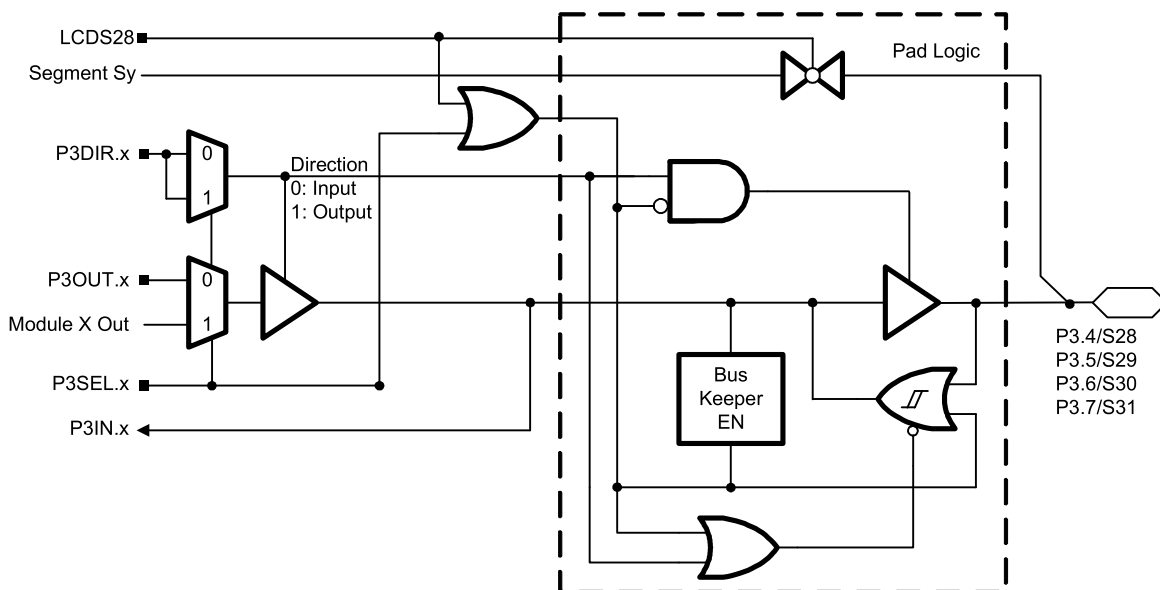 LCDS28
Pad Logic
Segment Sy
P3DIR.x
0
1
Direction
0: Input
1: Output
P3OUT.x
0
Module X Out
1
P3SEL.x
P3IN.x
Bus
Keeper
EN
P3.4/S28
P3.5/S29
P3.6/S30
P3.7/S31